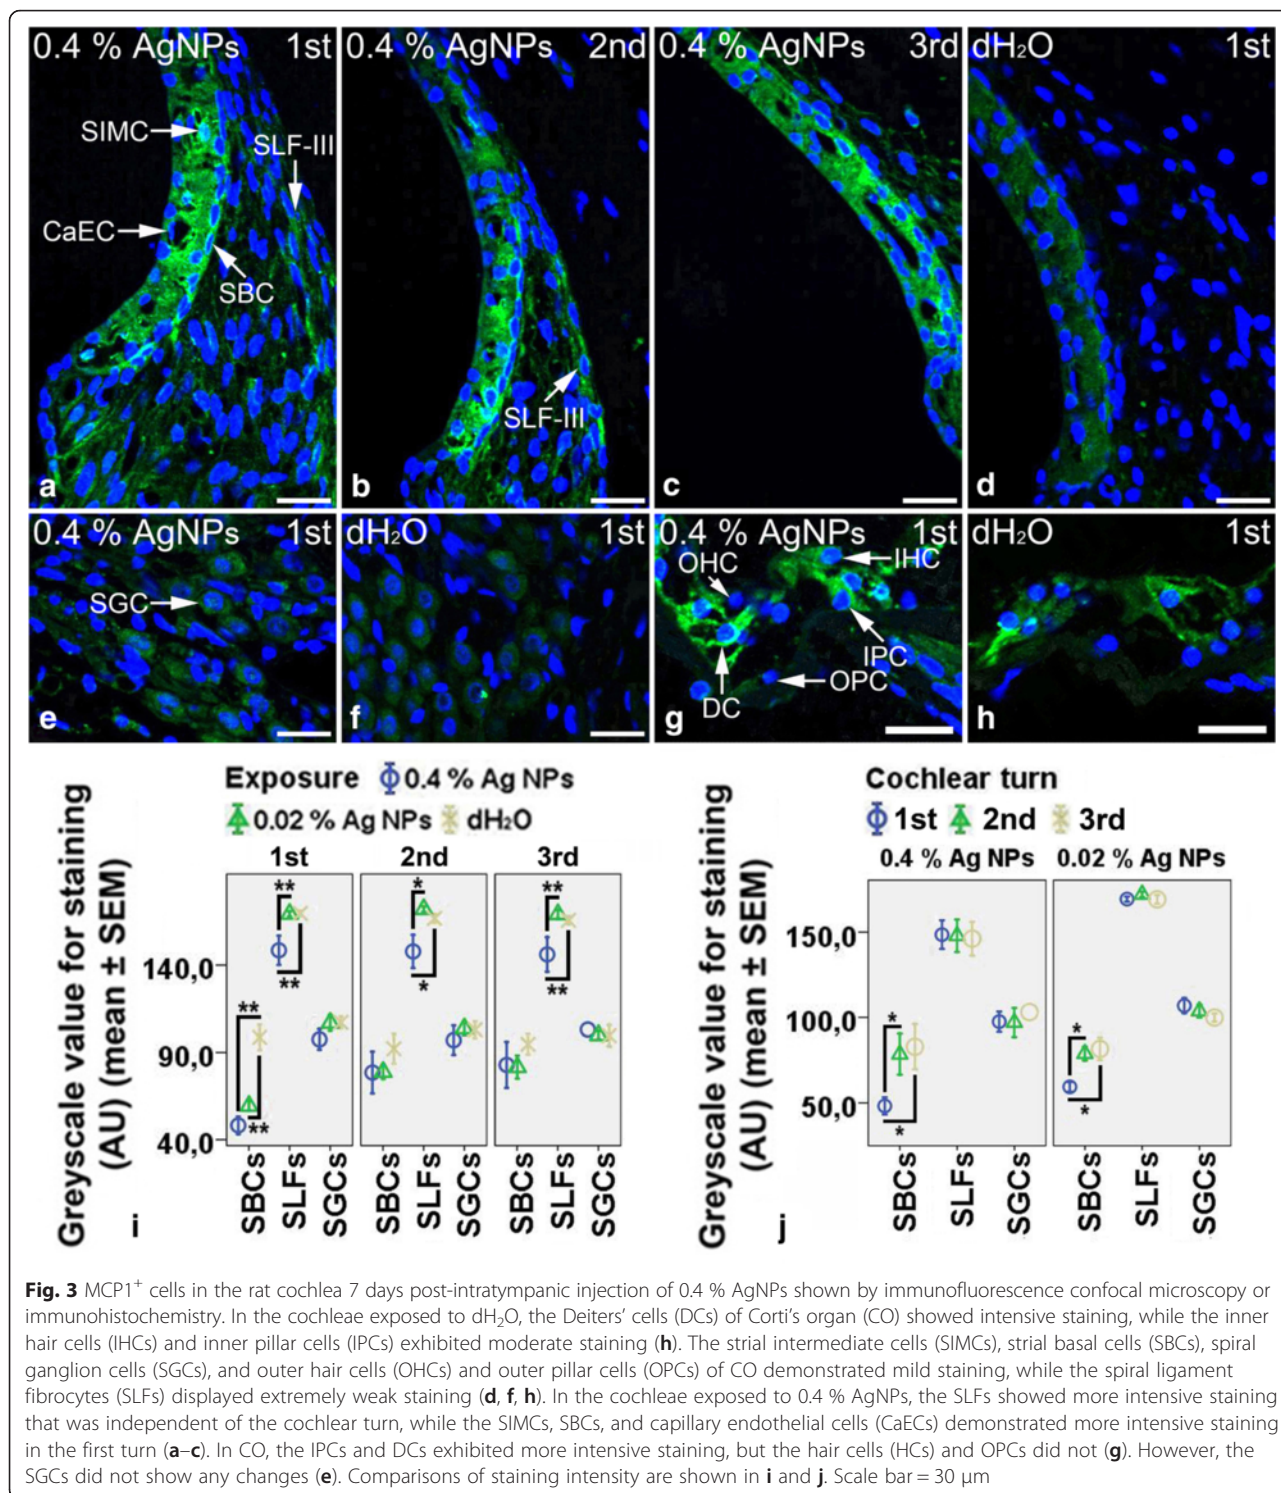 0.4 % AgNPs 1st
0.4 % AgNPs 2nd
0.4 % AgNPs 3rd
dH₂O 1st
SIMC
SLF-III
CaEC
SBC
SLF-III
a
b
c
d
0.4 % AgNPs 1st
dH₂O 1st
0.4 % AgNPs 1st
dH₂O 1st
SGC
OHC
IHC
IPC
OPC
DC
e
f
g
h
Greyscale value for staining
(AU) (mean ± SEM)
Exposure 0.4 % Ag NPs
0.02 % Ag NPs dH₂O
1st 2nd 3rd
** * **
140,0
** * **
**
90,0
40,0
**
SBCs SLFs SGCs SBCs SLFs SGCs SBCs SLFs SGCs
i
Greyscale value for staining
(AU) (mean ± SEM)
Cochlear turn
1st 2nd 3rd
0.4 % Ag NPs 0.02 % Ag NPs
150,0
100,0
* *
50,0
* *
SBCs SLFs SGCs SBCs SLFs SGCs
j
Fig. 3 MCP1⁺ cells in the rat cochlea 7 days post-intratympanic injection of 0.4 % AgNPs shown by immunofluorescence confocal microscopy or
immunohistochemistry. In the cochleae exposed to dH₂O, the Deiters' cells (DCs) of Corti's organ (CO) showed intensive staining, while the inner
hair cells (IHCs) and inner pillar cells (IPCs) exhibited moderate staining (h). The strial intermediate cells (SIMCs), strial basal cells (SBCs), spiral
ganglion cells (SGCs), and outer hair cells (OHCs) and outer pillar cells (OPCs) of CO demonstrated mild staining, while the spiral ligament
fibrocytes (SLFs) displayed extremely weak staining (d, f, h). In the cochleae exposed to 0.4 % AgNPs, the SLFs showed more intensive staining
that was independent of the cochlear turn, while the SIMCs, SBCs, and capillary endothelial cells (CaECs) demonstrated more intensive staining
in the first turn (a–c). In CO, the IPCs and DCs exhibited more intensive staining, but the hair cells (HCs) and OPCs did not (g). However, the
SGCs did not show any changes (e). Comparisons of staining intensity are shown in i and j. Scale bar = 30 μm